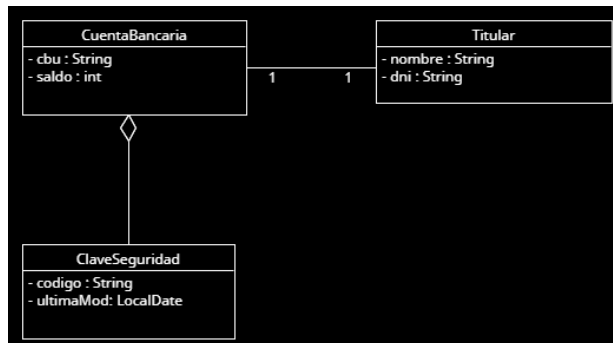 CuentaBancaria
- cbu : String
- saldo : int
Titular
- nombre : String
- dni : String
1
1
ClaveSeguridad
- codigo : String
- ultimaMod: LocalDate